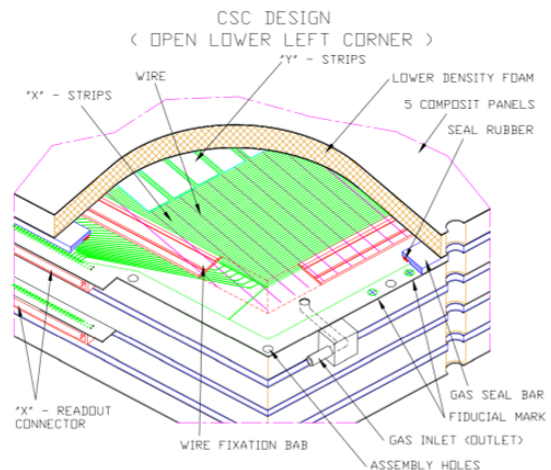 CSC DESIGN
( OPEN LOWER LEFT CORNER )
"Y" - STRIPS
WIRE
"X" - STRIPS
LOWER DENSITY FOAM
5 COMPOSIT PANELS
SEAL RUBBER
GAS SEAL BAR
"X" - READOUT
CONNECTOR
FIDUCIAL MARK
WIRE FIXATION BAB
GAS INLET (OUTLET)
ASSEMBLY HOLES